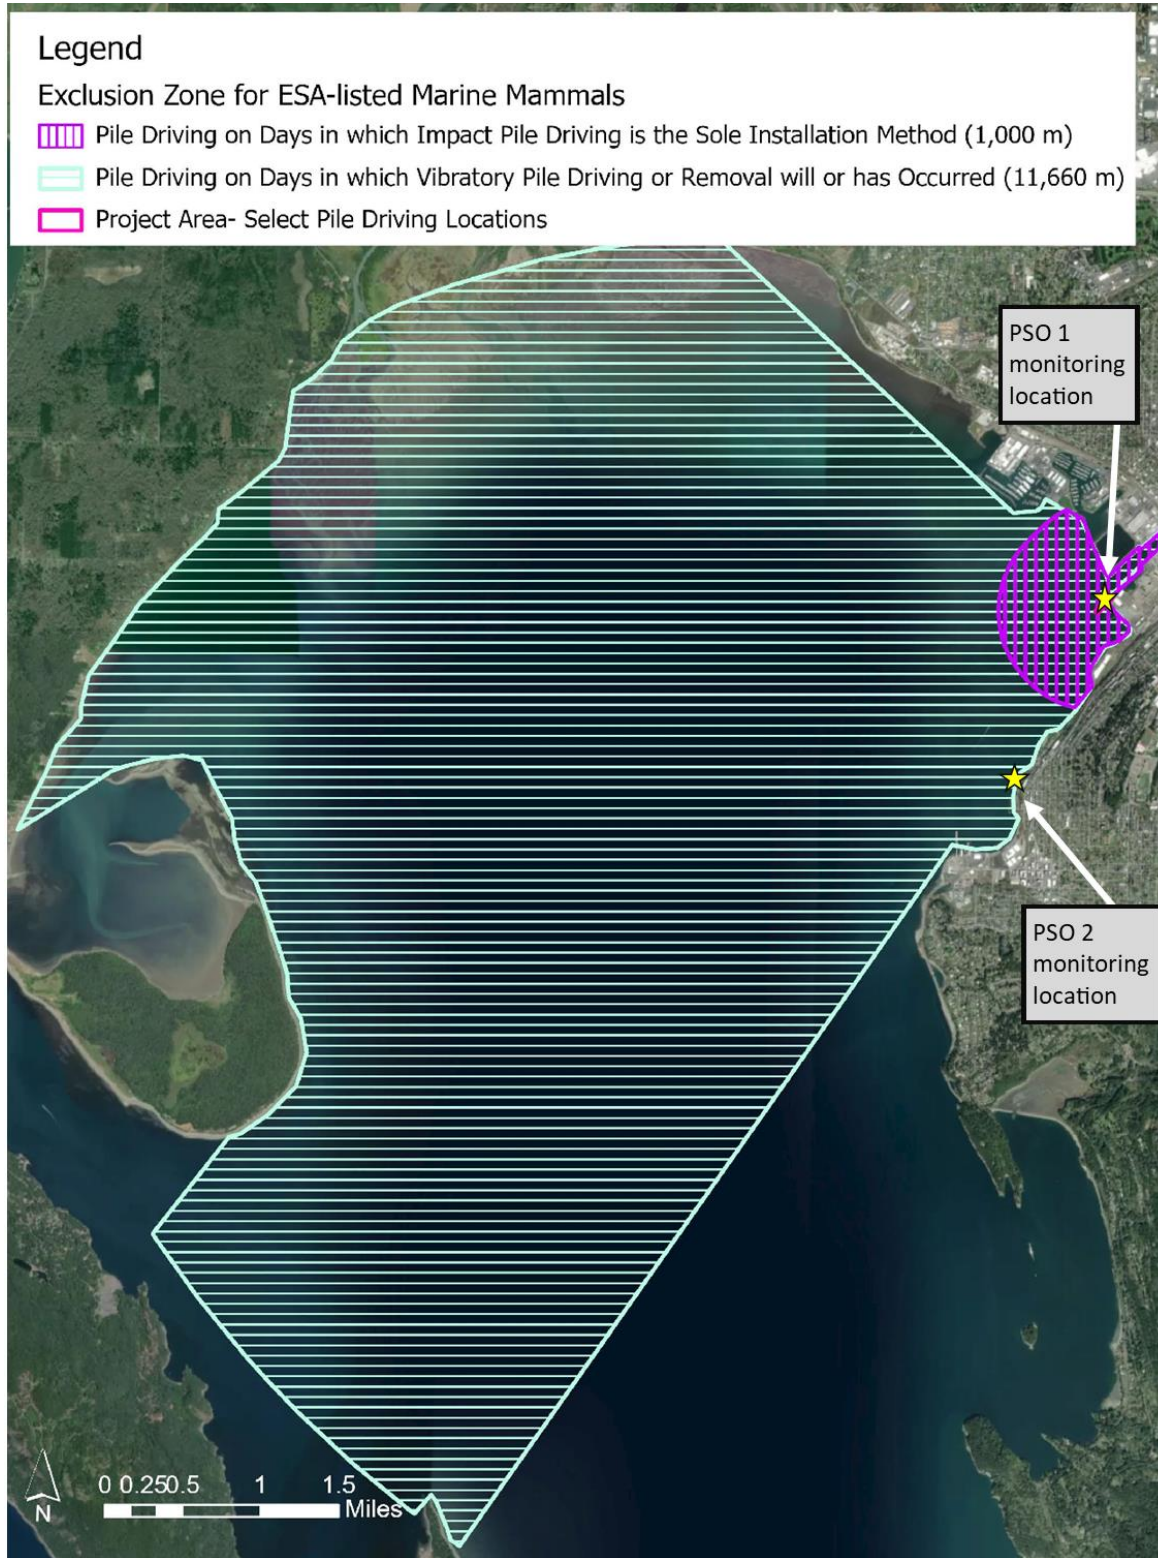 Legend
Exclusion Zone for ESA-listed Marine Mammals
Pile Driving on Days in which Impact Pile Driving is the Sole Installation Method (1,000 m)
Pile Driving on Days in which Vibratory Pile Driving or Removal will or has Occurred (11,660 m)
Project Area- Select Pile Driving Locations
PSO 1
monitoring
location
PSO 2
monitoring
location
0 0.250.5 1 1.5
Miles
N